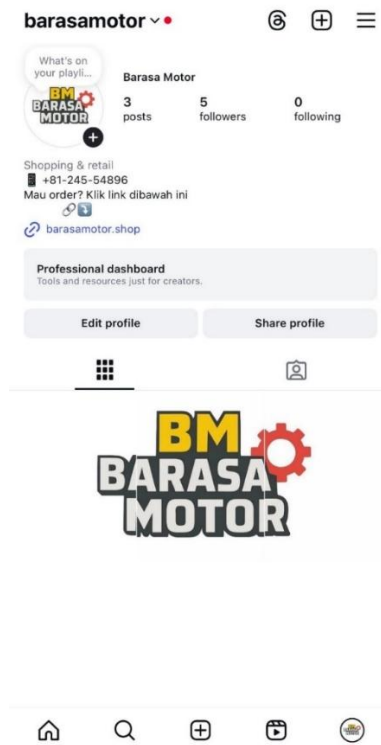 barasamotor
What's on
your playli...
BM
BARASA
MOTOR
Barasa Motor
3
posts
5
followers
0
following
Shopping & retail
+81-245-54896
Mau order? Klik link dibawah ini
barasamotor.shop
Professional dashboard
Tools and resources just for creators.
Edit profile
Share profile
BM
BARASA
MOTOR